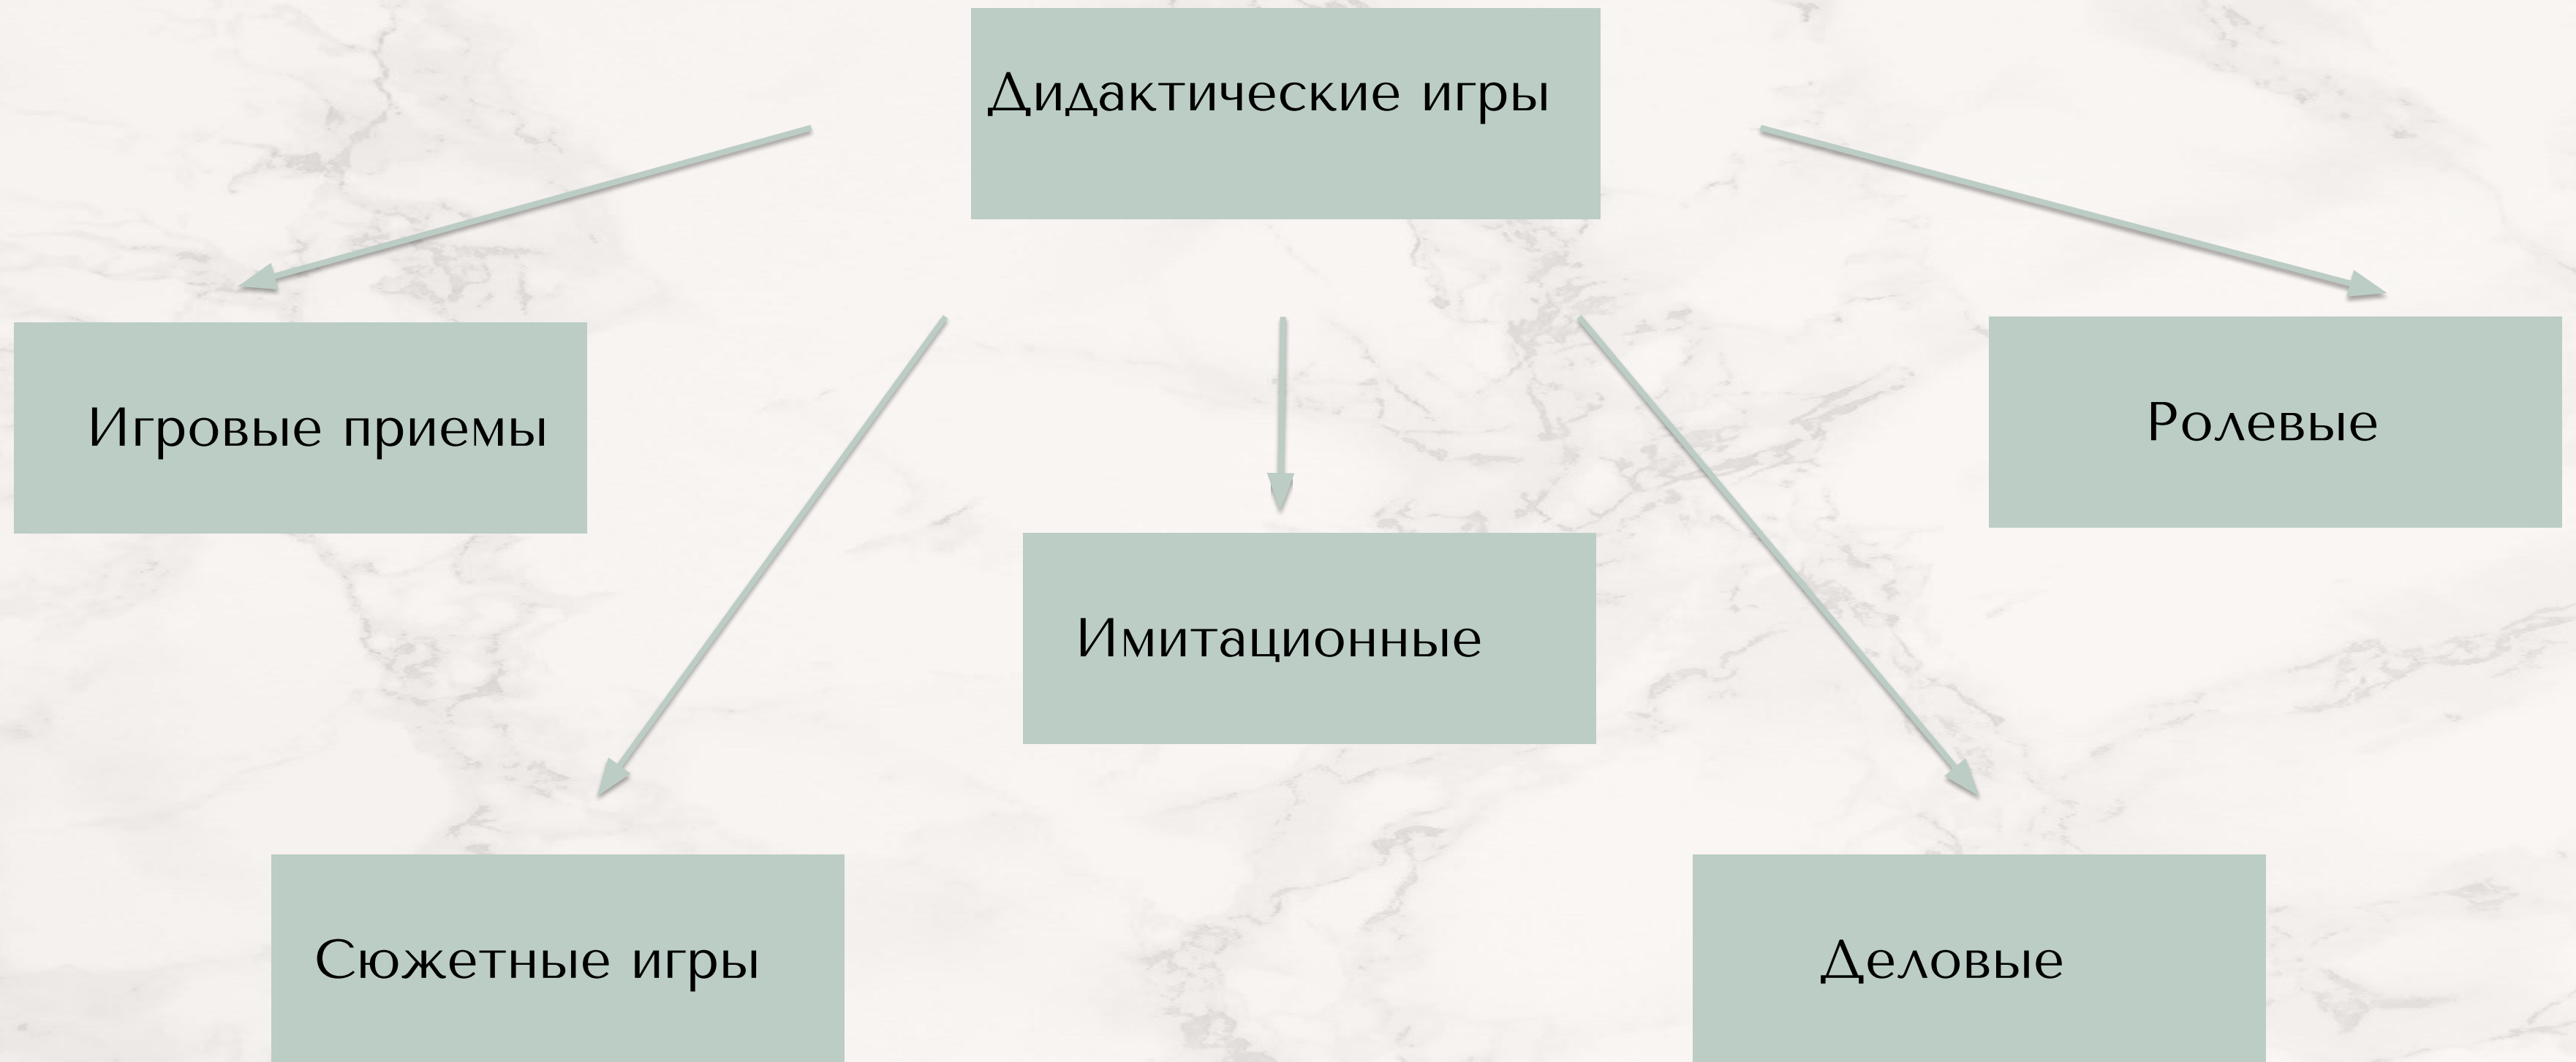 Дидактические игры
Игровые приемы
Ролевые
Имитационные
Сюжетные игры
Деловые